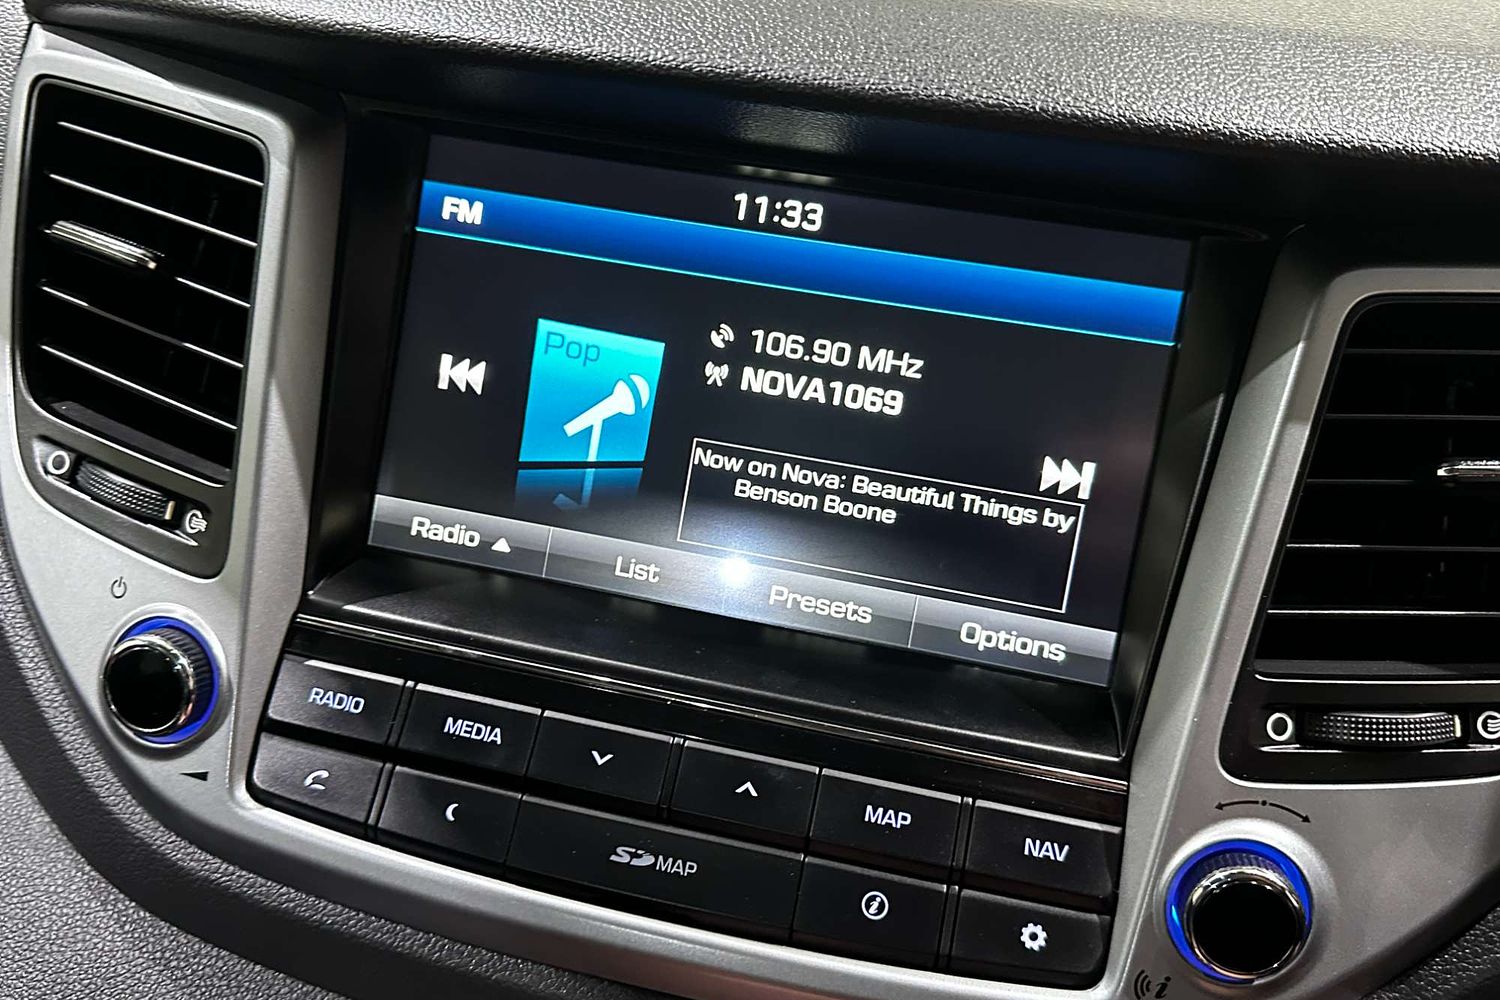 11:33
FM
Pop
106.90 MHz
NOVA1069
Now on Nova: Beautiful Things by
Benson Boone
Radio
List
Presets
Options
RADIO
MEDIA
MAP
NAV
SD MAP
i
i